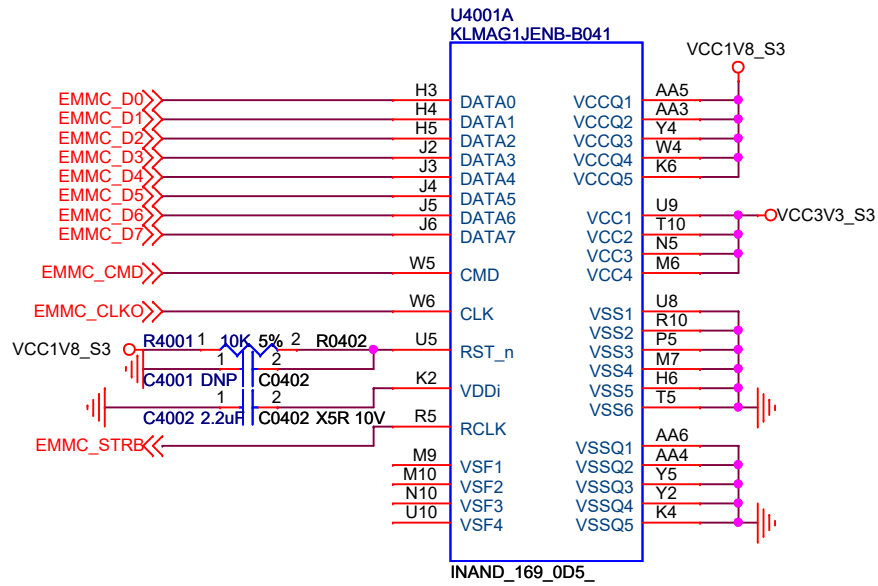 U4001A
KLMAG1JENB-B041
VCC1V8_S3
EMMC_D0 H3 DATA0 VCCQ1 AA5
EMMC_D1 H4 DATA1 VCCQ2 AA3
EMMC_D2 H5 DATA2 VCCQ3 Y4
EMMC_D3 J2 DATA3 VCCQ4 W4
EMMC_D4 J3 DATA4 VCCQ5 K6
EMMC_D5 J4 DATA5
EMMC_D6 J5 DATA6 VCC1 U9 VCC3V3_S3
EMMC_D7 J6 DATA7 VCC2 T10
VCC3 N5
EMMC_CMD W5 CMD VCC4 M6
EMMC_CLKO W6 CLK VSS1 U8
VSS2 R10
VCC1V8_S3 R4001 1 10K 5% 2 R0402 U5 RST_n VSS3 P5
1 2 VSS4 M7
C4001 DNP C0402 K2 VDDi VSS5 H6
1 2 VSS6 T5
C4002 2.2uF C0402 X5R 10V R5 RCLK
EMMC_STRB VSSQ1 AA6
M9 VSF1 VSSQ2 AA4
M10 VSF2 VSSQ3 Y5
N10 VSF3 VSSQ4 Y2
U10 VSF4 VSSQ5 K4
INAND_169_0D5_